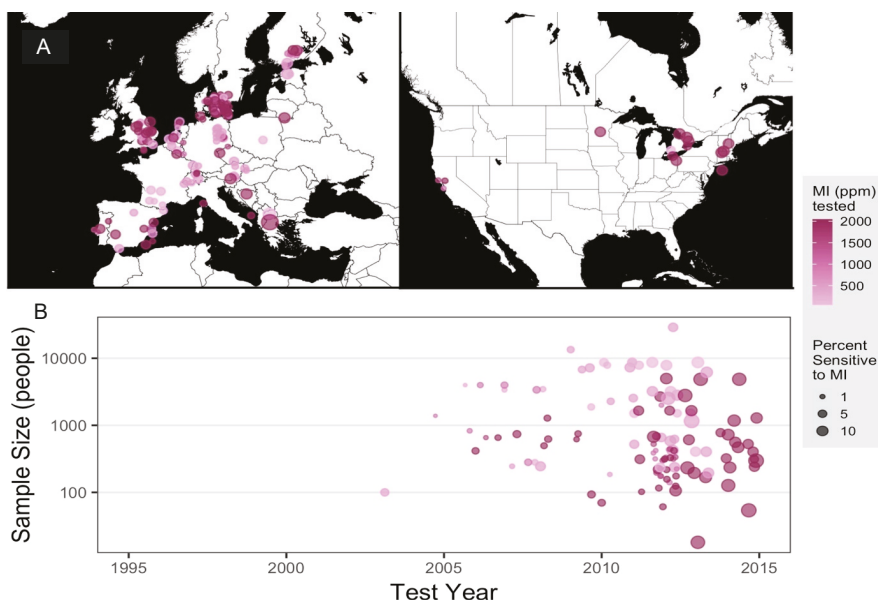 A
MI (ppm)
tested
2000
1500
1000
500
Percent
Sensitive
to MI
1
5
10
B
Sample Size (people)
10000
1000
100
1995
2000
2005
2010
2015
Test Year